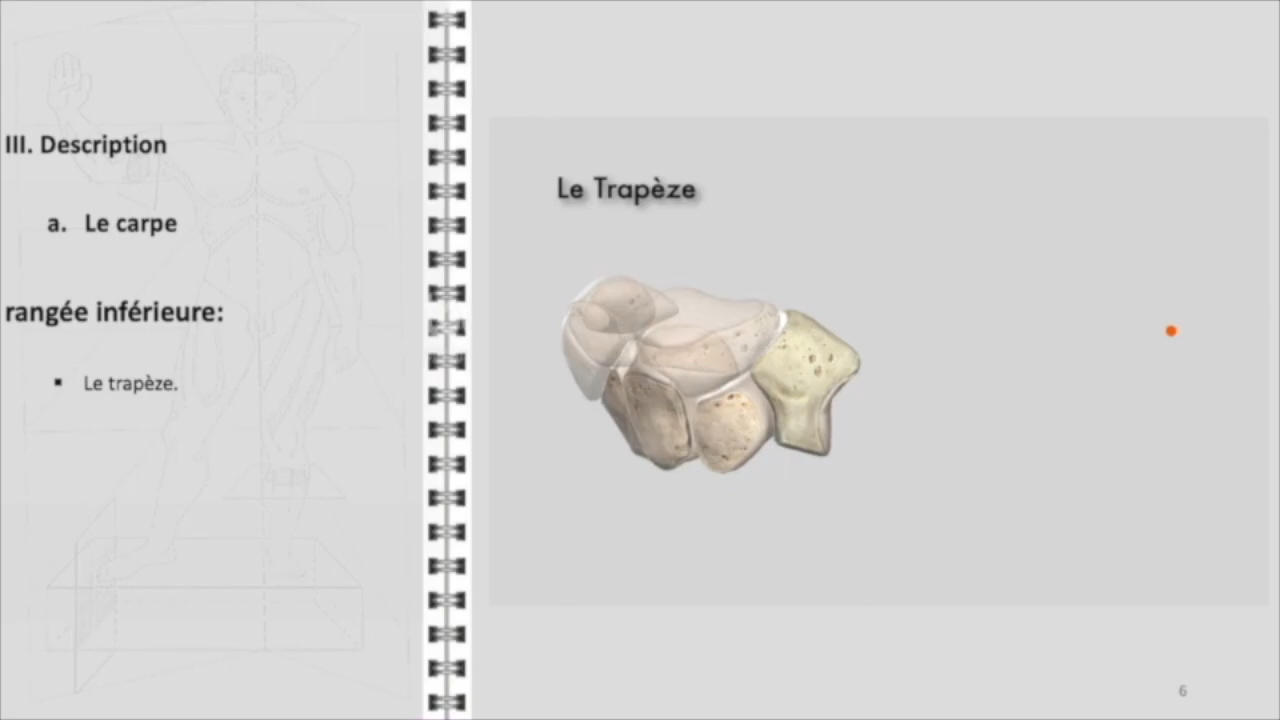 III. Description
a. Le carpe
rangée inférieure:
▪ Le trapèze.
Le Trapèze
6